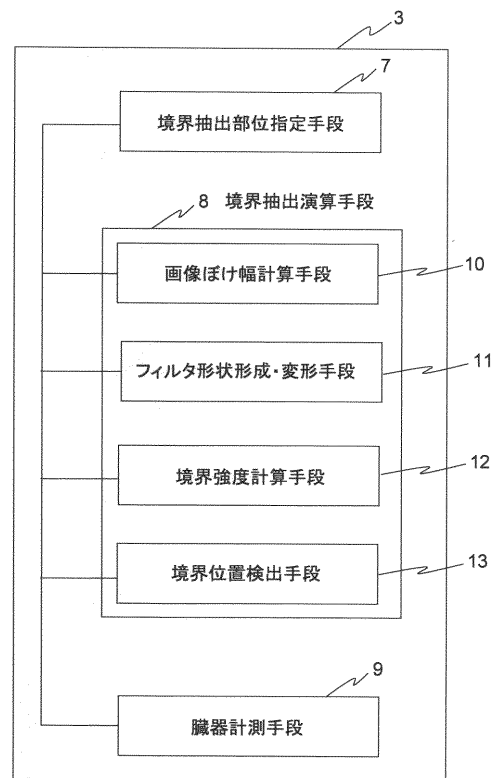 3
7
境界抽出部位指定手段
8 境界抽出演算手段
画像ぼけ幅計算手段
10
フィルタ形状形成・変形手段
11
境界強度計算手段
12
境界位置検出手段
13
9
臓器計測手段